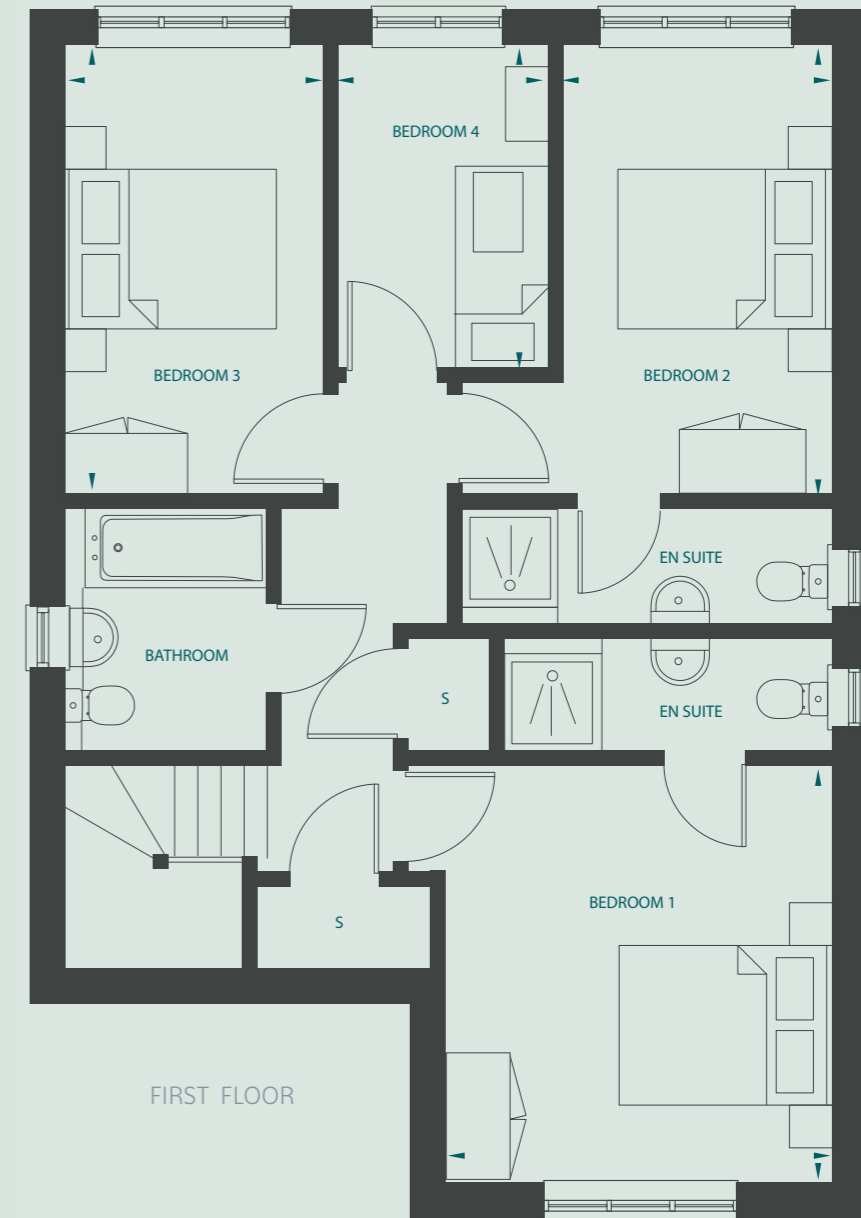 BEDROOM 4
BEDROOM 3
BEDROOM 2
EN SUITE
BATHROOM
S
EN SUITE
BEDROOM 1
S
FIRST FLOOR